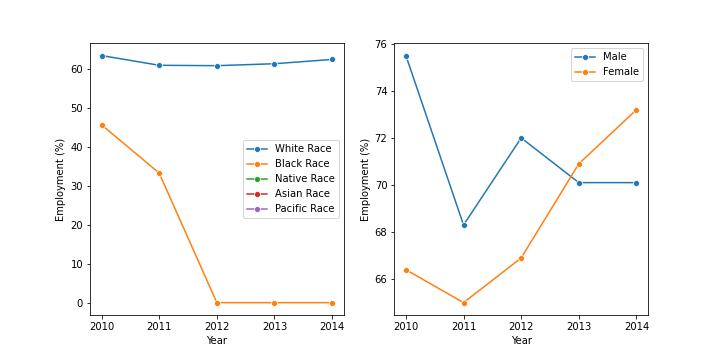 Employment (%)
60
50
40
30
20
10
0
White Race
Black Race
Native Race
Asian Race
Pacific Race
2010 2011 2012 2013 2014
Year
Employment (%)
76
74
72
70
68
66
Male
Female
2010 2011 2012 2013 2014
Year